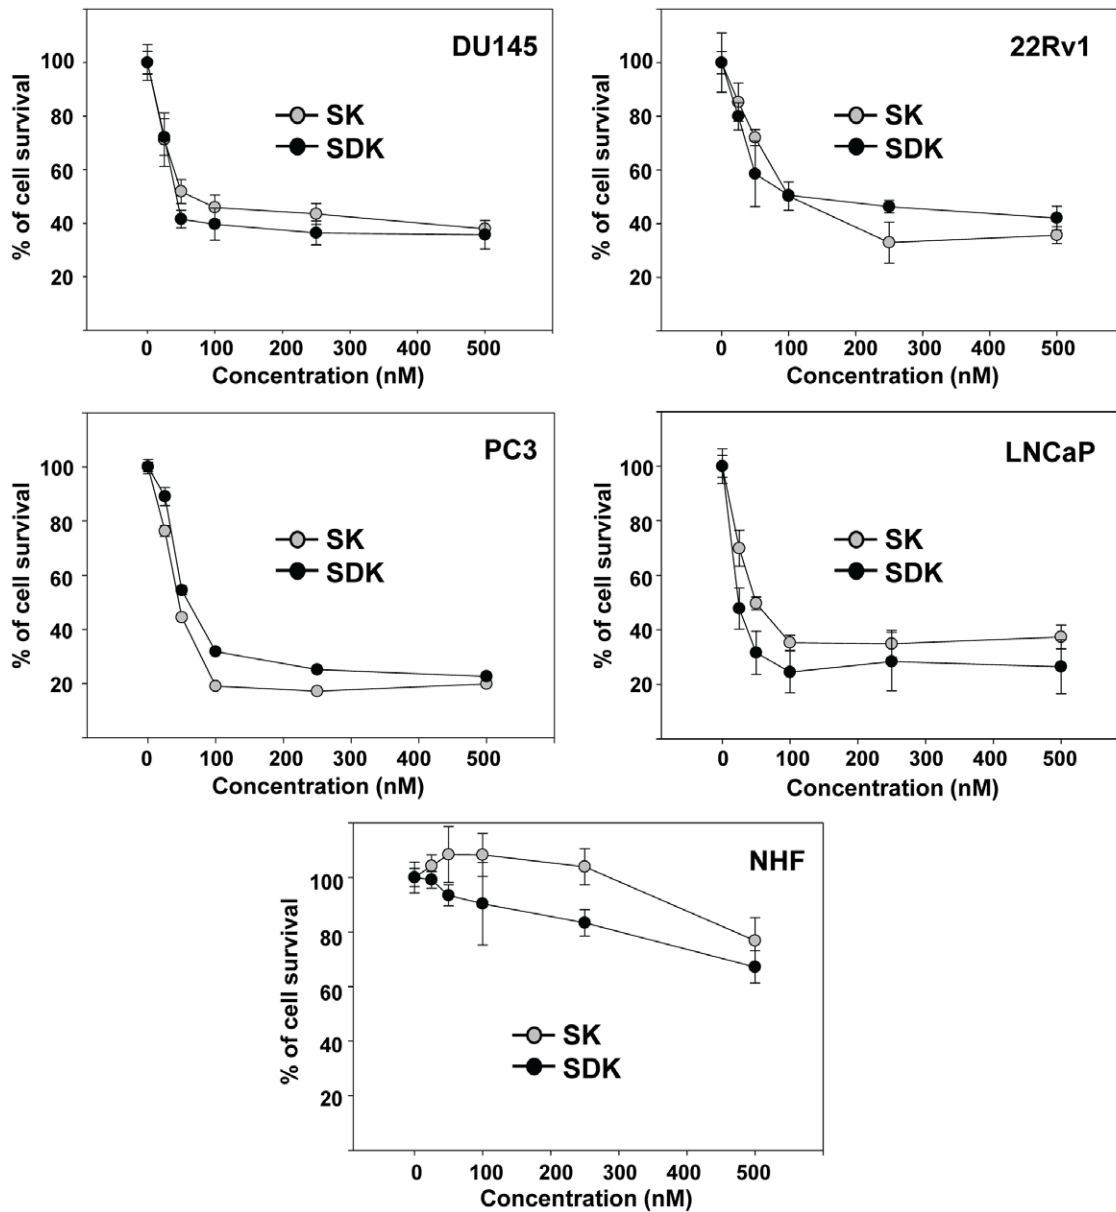 DU145
% of cell survival
100
80
60
40
20
SK
SDK
0 100 200 300 400 500
Concentration (nM)
22Rv1
% of cell survival
100
80
60
40
20
SK
SDK
0 100 200 300 400 500
Concentration (nM)
PC3
% of cell survival
100
80
60
40
20
SK
SDK
0 100 200 300 400 500
Concentration (nM)
LNCaP
% of cell survival
100
80
60
40
20
SK
SDK
0 100 200 300 400 500
Concentration (nM)
NHF
% of cell survival
100
80
60
40
20
SK
SDK
0 100 200 300 400 500
Concentration (nM)